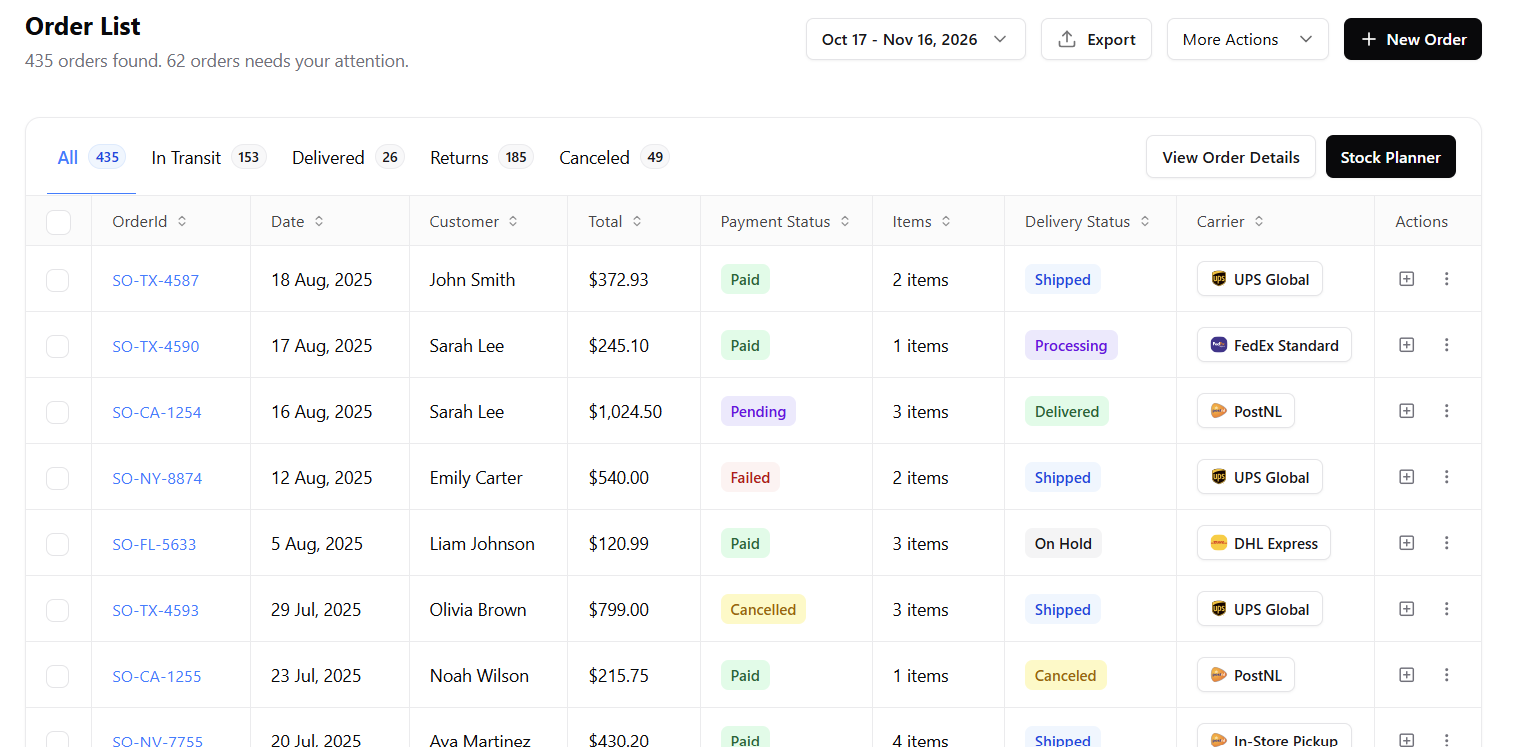 Order List
435 orders found. 62 orders needs your attention.
Oct 17 - Nov 16, 2026 Export More Actions New Order
All 435 In Transit 153 Delivered 26 Returns 185 Canceled 49 View Order Details Stock Planner
OrderId Date Customer Total Payment Status Items Delivery Status Carrier Actions
SO-TX-4587 18 Aug, 2025 John Smith $372.93 Paid 2 items Shipped UPS Global
SO-TX-4590 17 Aug, 2025 Sarah Lee $245.10 Paid 1 items Processing FedEx Standard
SO-CA-1254 16 Aug, 2025 Sarah Lee $1,024.50 Pending 3 items Delivered PostNL
SO-NY-8874 12 Aug, 2025 Emily Carter $540.00 Failed 2 items Shipped UPS Global
SO-FL-5633 5 Aug, 2025 Liam Johnson $120.99 Paid 3 items On Hold DHL Express
SO-TX-4593 29 Jul, 2025 Olivia Brown $799.00 Cancelled 3 items Shipped UPS Global
SO-CA-1255 23 Jul, 2025 Noah Wilson $215.75 Paid 1 items Canceled PostNL
SO-NV-7755 20 Jul, 2025 Ava Martinez $430.20 Paid 4 items Shipped In-Store Pickup